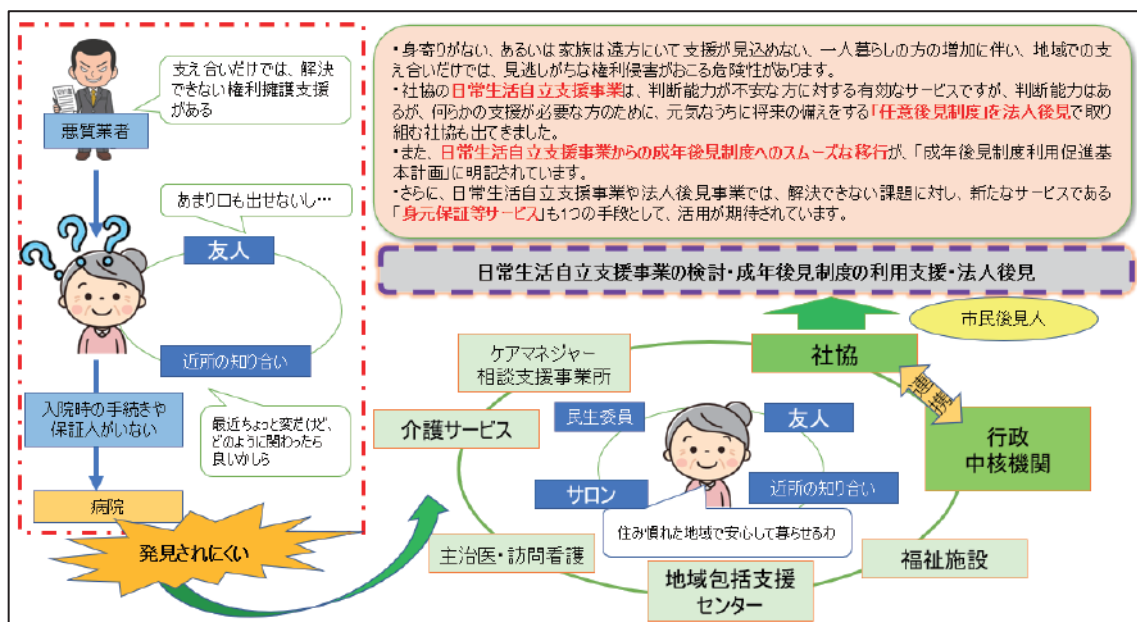 支え合いだけでは、解決
できない権利擁護支援
がある
悪質業者
あまり口も出せないし…
友人
近所の知り合い
入院時の手続きや
保証人がいない
最近ちょっと変だけど、
どのように関わったら
良いかしら
病院
発見されにくい
・身寄りがない、あるいは家族は遠方にいて支援が見込めない、一人暮らしの方の増加に伴い、地域での支
え合いだけでは、見逃しがちな権利侵害がおこる危険性があります。
・社協の日常生活自立支援事業は、判断能力が不安な方に対する有効なサービスですが、判断能力はあ
るが、何らかの支援が必要な方のために、元気なうちに将来の備えをする「任意後見制度」を法人後見で取り
組む社協も出てきました。
・また、日常生活自立支援事業からの成年後見制度へのスムーズな移行が、「成年後見制度利用促進基
本計画」に明記されています。
・さらに、日常生活自立支援事業や法人後見事業では、解決できない課題に対し、新たなサービスである
「身元保証等サービス」も1つの手段として、活用が期待されています。
日常生活自立支援事業の検討・成年後見制度の利用支援・法人後見
市民後見人
社協
連携
行政
中核機関
ケアマネジャー
相談支援事業所
介護サービス
民生委員
友人
サロン
近所の知り合い
住み慣れた地域で安心して暮らせるわ
主治医・訪問看護
地域包括支援
センター
福祉施設